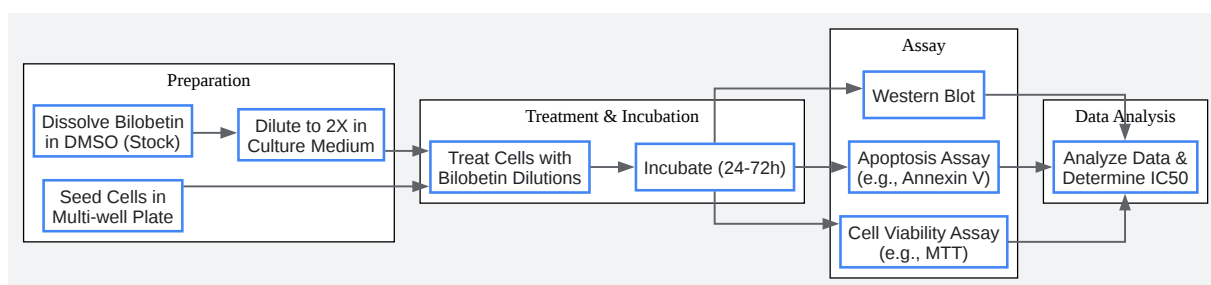 Preparation
Dissolve Bilobetin
in DMSO (Stock)
Dilute to 2X in
Culture Medium
Seed Cells in
Multi-well Plate
Treatment & Incubation
Treat Cells with
Bilobetin Dilutions
Incubate (24-72h)
Assay
Western Blot
Apoptosis Assay
(e.g., Annexin V)
Cell Viability Assay
(e.g., MTT)
Data Analysis
Analyze Data &
Determine IC50